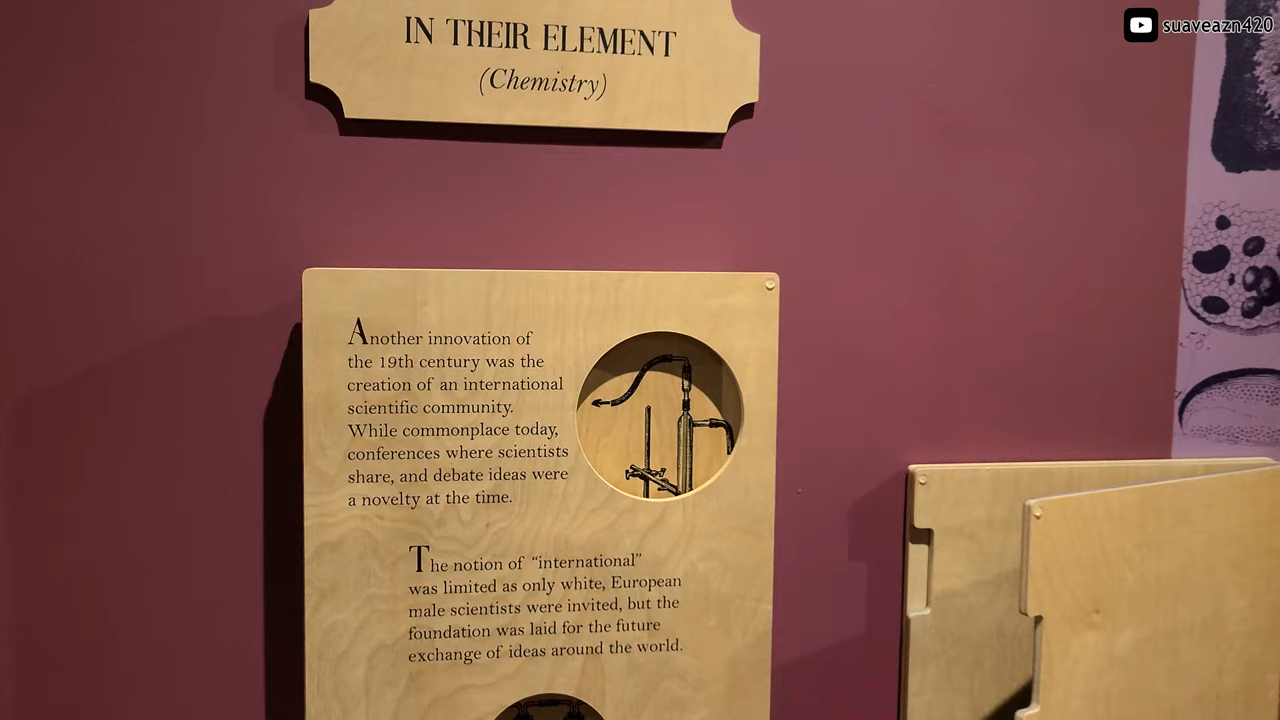 suaveazn420
IN THEIR ELEMENT
(Chemistry)
Another innovation of
the 19th century was the
creation of an international
scientific community.
While commonplace today,
conferences where scientists
share, and debate ideas were
a novelty at the time.
The notion of “international”
was limited as only white, European
male scientists were invited, but the
foundation was laid for the future
exchange of ideas around the world.